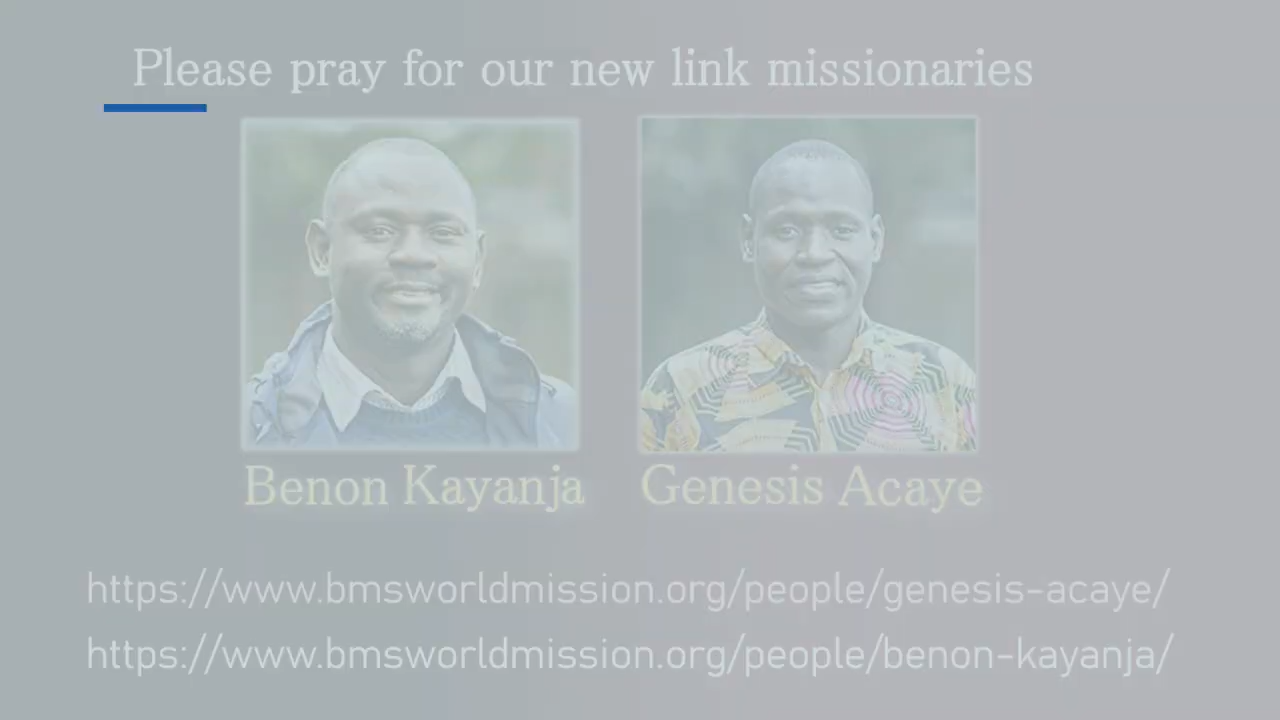 Please pray for our new link missionaries
Benon Kayanja
Genesis Acaye
https://www.bmsworldmission.org/people/genesis-acaye/
https://www.bmsworldmission.org/people/benon-kayanja/